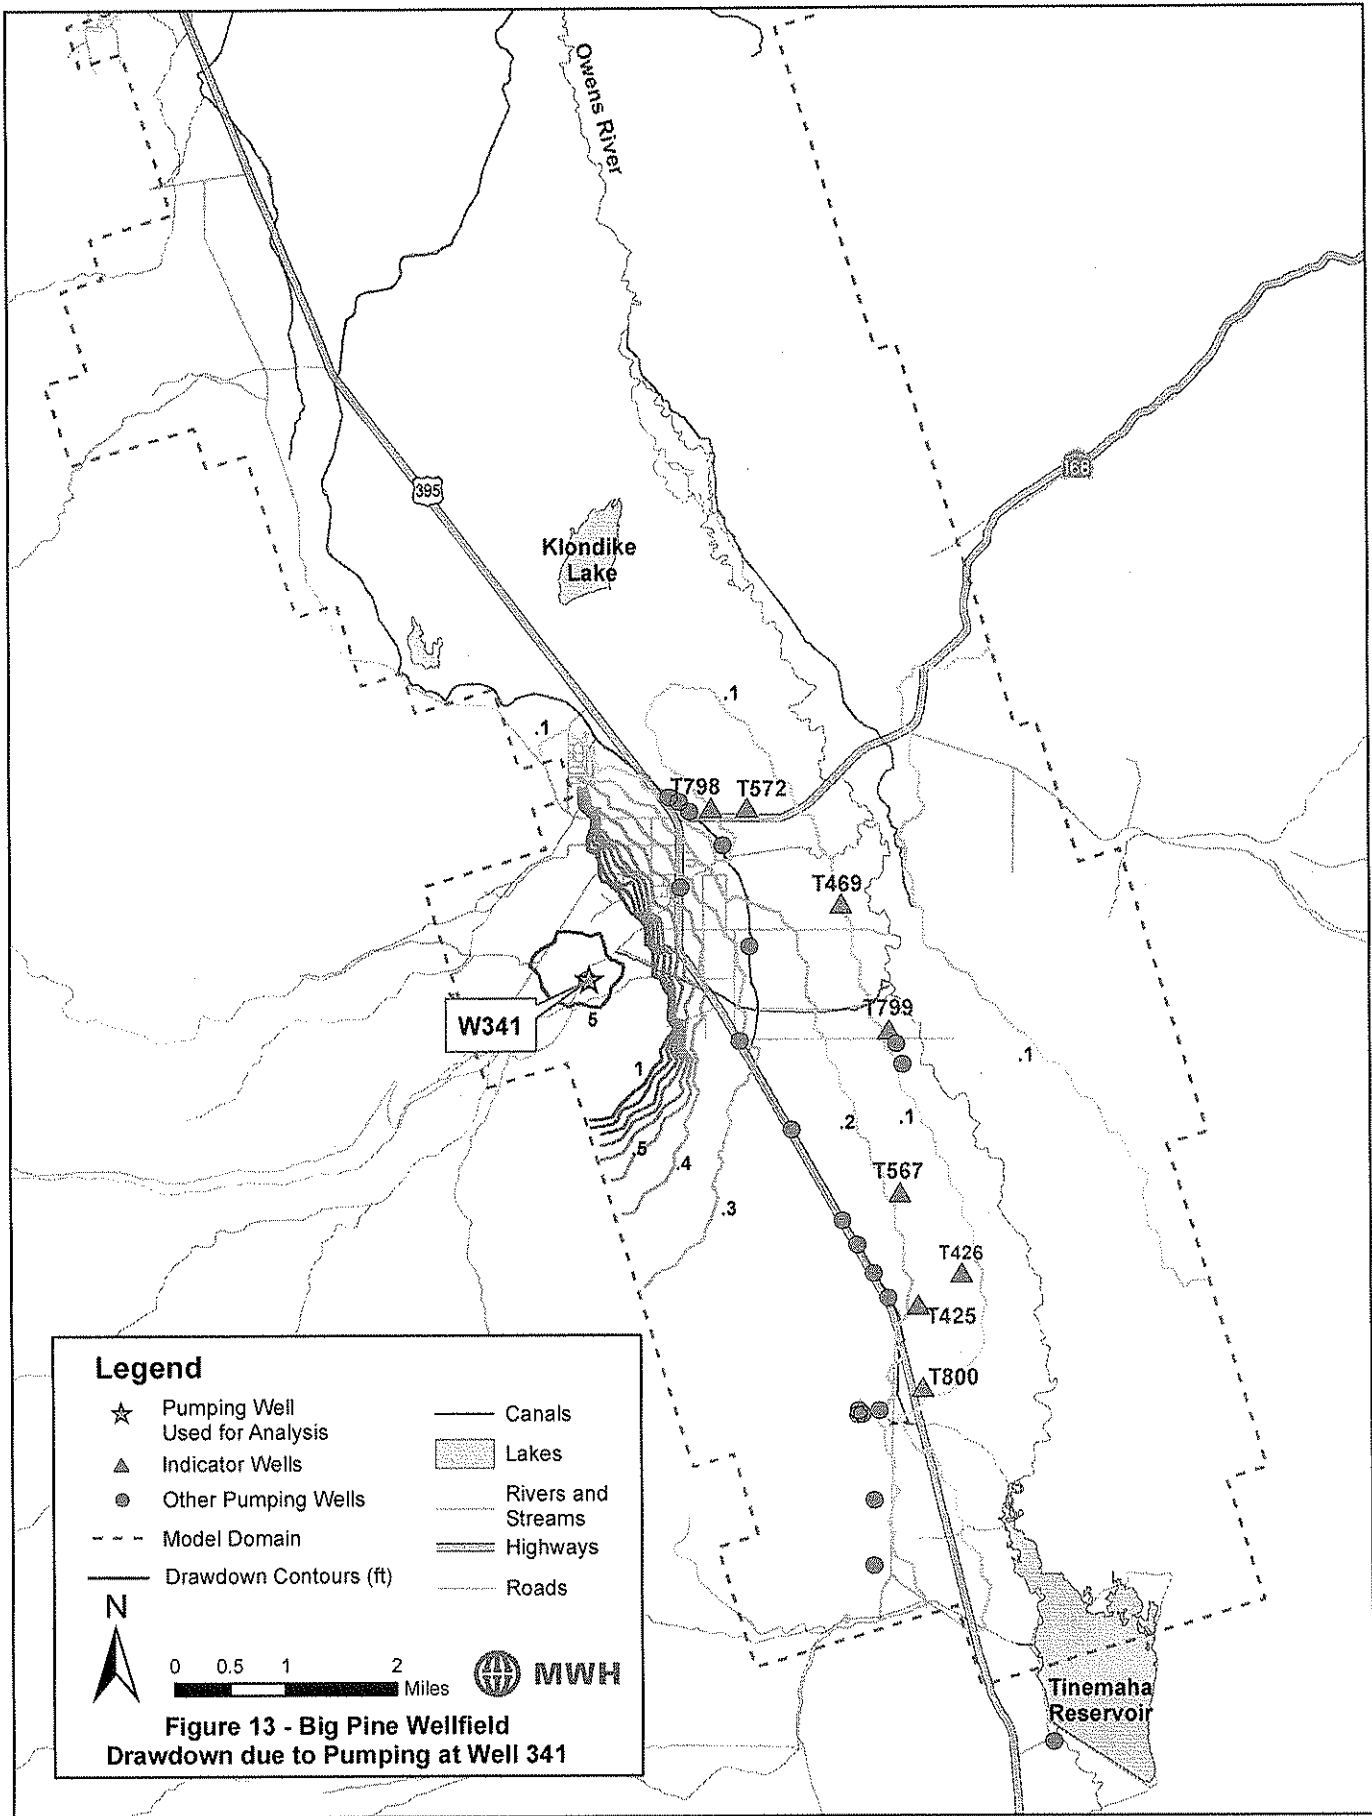 Owens River
395
168
Klondike
Lake
.1
.1
T798
T572
T469
W341
5
T799
.1
1
.2
.1
.5
.4
T567
.3
T426
T425
T800
Legend
Pumping Well
Used for Analysis
Indicator Wells
Other Pumping Wells
Model Domain
Drawdown Contours (ft)
Canals
Lakes
Rivers and
Streams
Highways
Roads
N
0 0.5 1 2
Miles
MWH
Figure 13 - Big Pine Wellfield
Drawdown due to Pumping at Well 341
Tinemaha
Reservoir